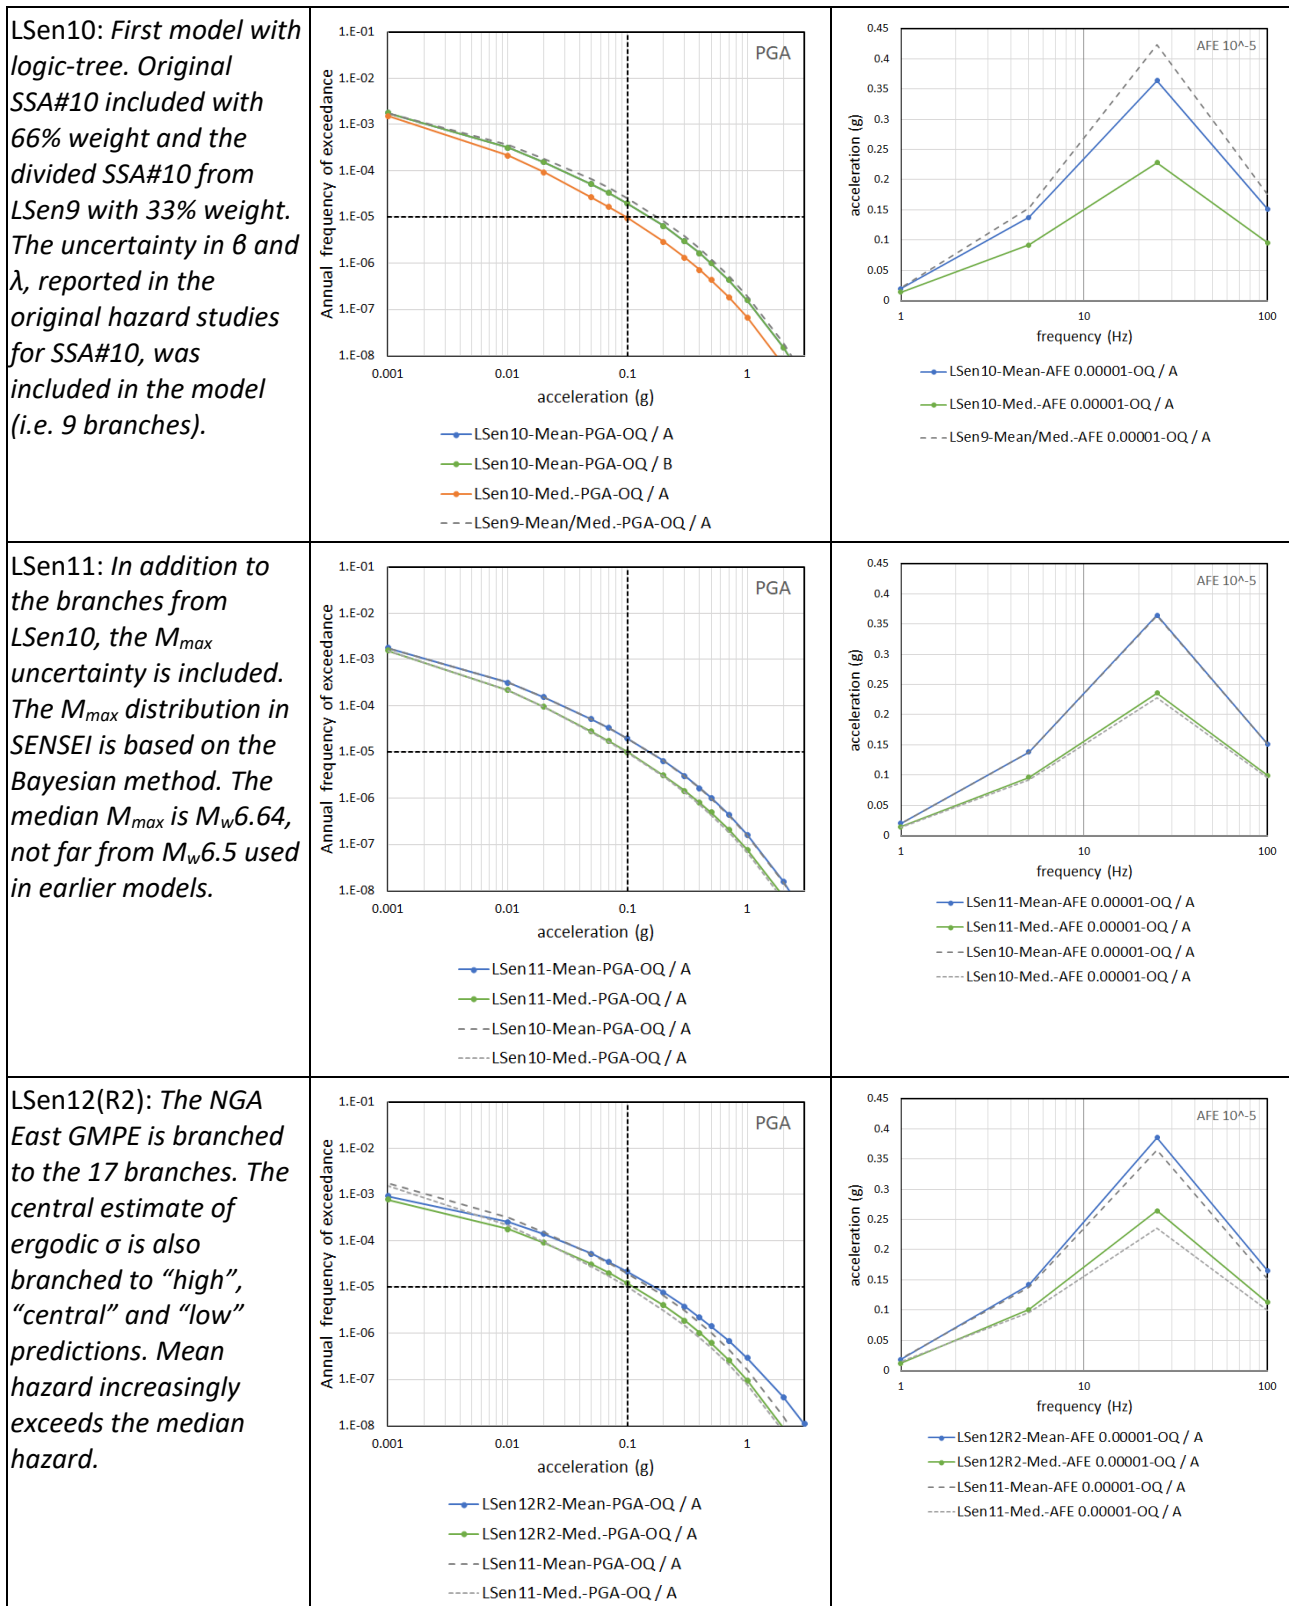 LSen10: First model with
logic-tree. Original
SSA#10 included with
66% weight and the
divided SSA#10 from
LSen9 with 33% weight.
The uncertainty in β and
λ, reported in the
original hazard studies
for SSA#10, was
included in the model
(i.e. 9 branches).
PGA
Annual frequency of exceedance
1.E-01
1.E-02
1.E-03
1.E-04
1.E-05
1.E-06
1.E-07
1.E-08
0.001 0.01 0.1 1
acceleration (g)
LSen10-Mean-PGA-OQ / A
LSen10-Mean-PGA-OQ / B
LSen10-Med.-PGA-OQ / A
LSen9-Mean/Med.-PGA-OQ / A
AFE 10^-5
acceleration (g)
0.45
0.4
0.35
0.3
0.25
0.2
0.15
0.1
0.05
0
1 10 100
frequency (Hz)
LSen10-Mean-AFE 0.00001-OQ / A
LSen10-Med.-AFE 0.00001-OQ / A
LSen9-Mean/Med.-AFE 0.00001-OQ / A
LSen11: In addition to
the branches from
LSen10, the Mmax
uncertainty is included.
The Mmax distribution in
SENSEI is based on the
Bayesian method. The
median Mmax is Mw6.64,
not far from Mw6.5 used
in earlier models.
PGA
Annual frequency of exceedance
1.E-01
1.E-02
1.E-03
1.E-04
1.E-05
1.E-06
1.E-07
1.E-08
0.001 0.01 0.1 1
acceleration (g)
LSen11-Mean-PGA-OQ / A
LSen11-Med.-PGA-OQ / A
LSen10-Mean-PGA-OQ / A
LSen10-Med.-PGA-OQ / A
AFE 10^-5
acceleration (g)
0.45
0.4
0.35
0.3
0.25
0.2
0.15
0.1
0.05
0
1 10 100
frequency (Hz)
LSen11-Mean-AFE 0.00001-OQ / A
LSen11-Med.-AFE 0.00001-OQ / A
LSen10-Mean-AFE 0.00001-OQ / A
LSen10-Med.-AFE 0.00001-OQ / A
LSen12(R2): The NGA
East GMPE is branched
to the 17 branches. The
central estimate of
ergodic σ is also
branched to “high”,
“central” and “low”
predictions. Mean
hazard increasingly
exceeds the median
hazard.
PGA
Annual frequency of exceedance
1.E-01
1.E-02
1.E-03
1.E-04
1.E-05
1.E-06
1.E-07
1.E-08
0.001 0.01 0.1 1
acceleration (g)
LSen12R2-Mean-PGA-OQ / A
LSen12R2-Med.-PGA-OQ / A
LSen11-Mean-PGA-OQ / A
LSen11-Med.-PGA-OQ / A
AFE 10^-5
acceleration (g)
0.45
0.4
0.35
0.3
0.25
0.2
0.15
0.1
0.05
0
1 10 100
frequency (Hz)
LSen12R2-Mean-AFE 0.00001-OQ / A
LSen12R2-Med.-AFE 0.00001-OQ / A
LSen11-Mean-AFE 0.00001-OQ / A
LSen11-Med.-AFE 0.00001-OQ / A